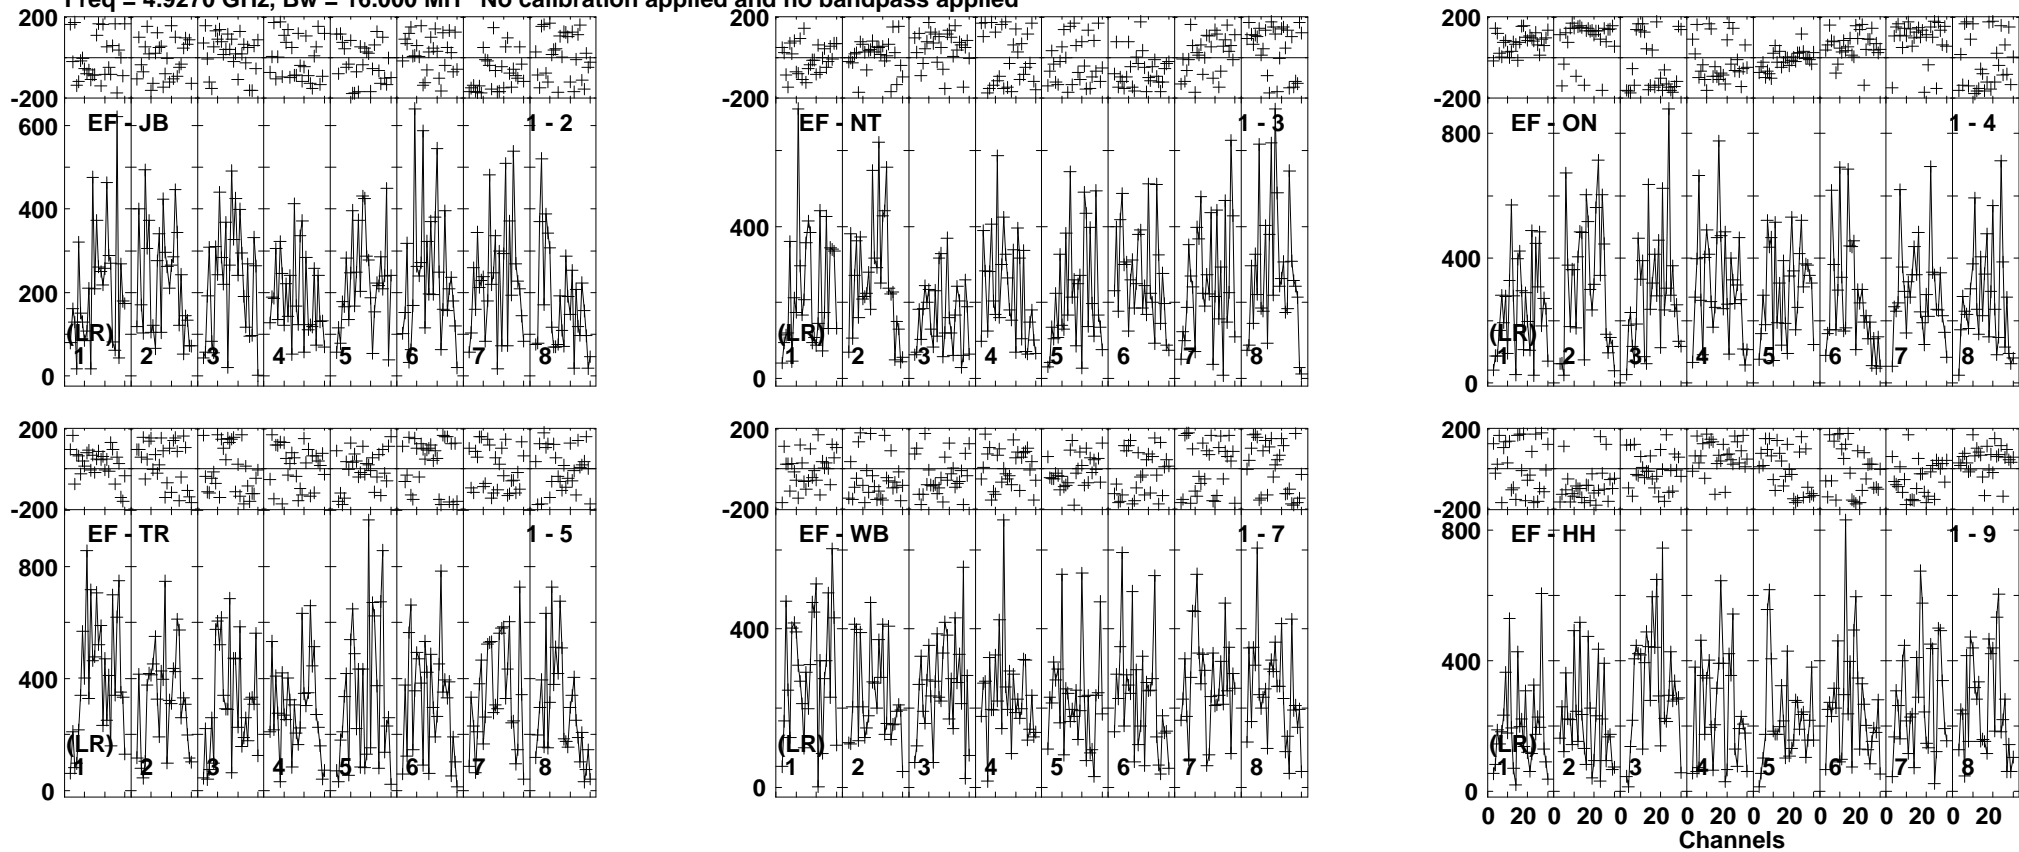 Freq = 4.9270 GHz, Bw = 16.000 MH No calibration applied and no bandpass applied
200 200 200
-200 -200 -200
EF - JB 1 - 2 EF - NT 1 - 3 EF - ON 1 - 4
600 800
400 400 400
200
(LR) (LR) (LR)
1 2 3 4 5 6 7 8 1 2 3 4 5 6 7 8 1 2 3 4 5 6 7 8
0 0 0
200 200 200
-200 -200 -200
EF - TR 1 - 5 EF - WB 1 - 7 EF - HH 1 - 9
800 800
400 400 400
(LR) (LR) (LR)
1 2 3 4 5 6 7 8 1 2 3 4 5 6 7 8 1 2 3 4 5 6 7 8
0 0 0
0 20 0 20 0 20 0 20 0 20 0 20 0 20 0 20
Channels